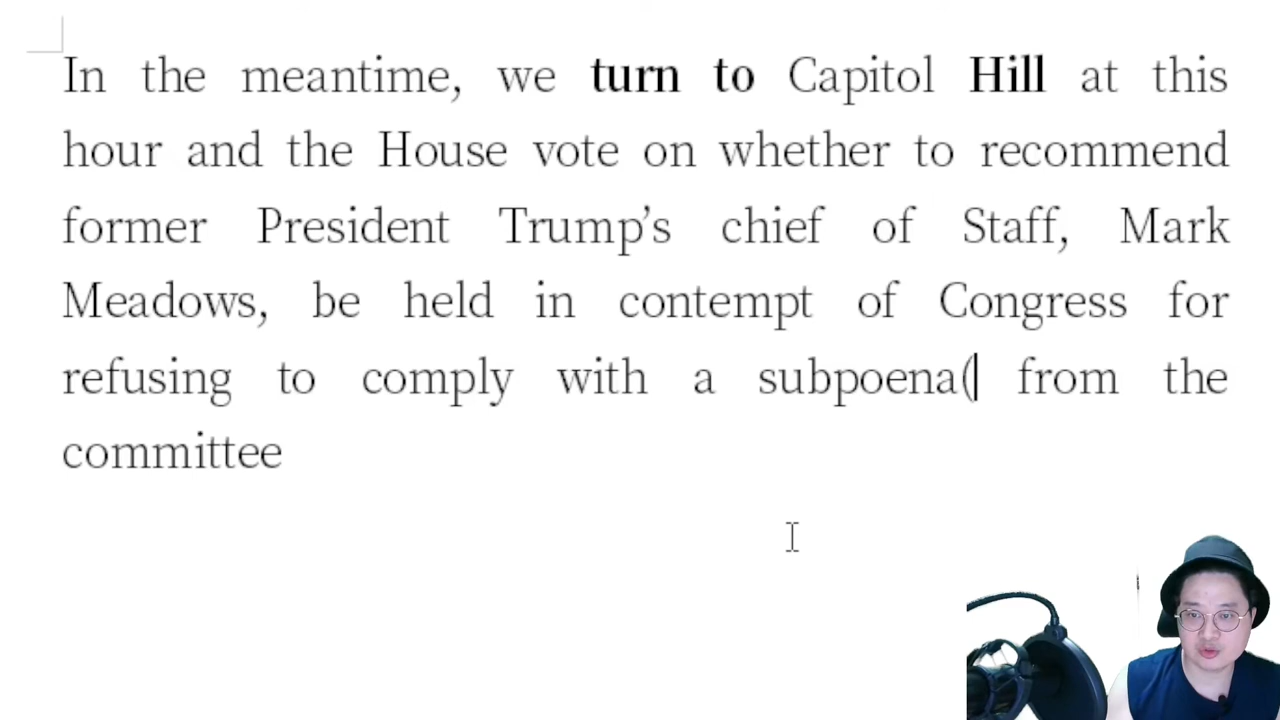 In the meantime, we turn to Capitol Hill at this
hour and the House vote on whether to recommend
former President Trump’s chief of Staff, Mark
Meadows, be held in contempt of Congress for
refusing to comply with a subpoena( from the
committee